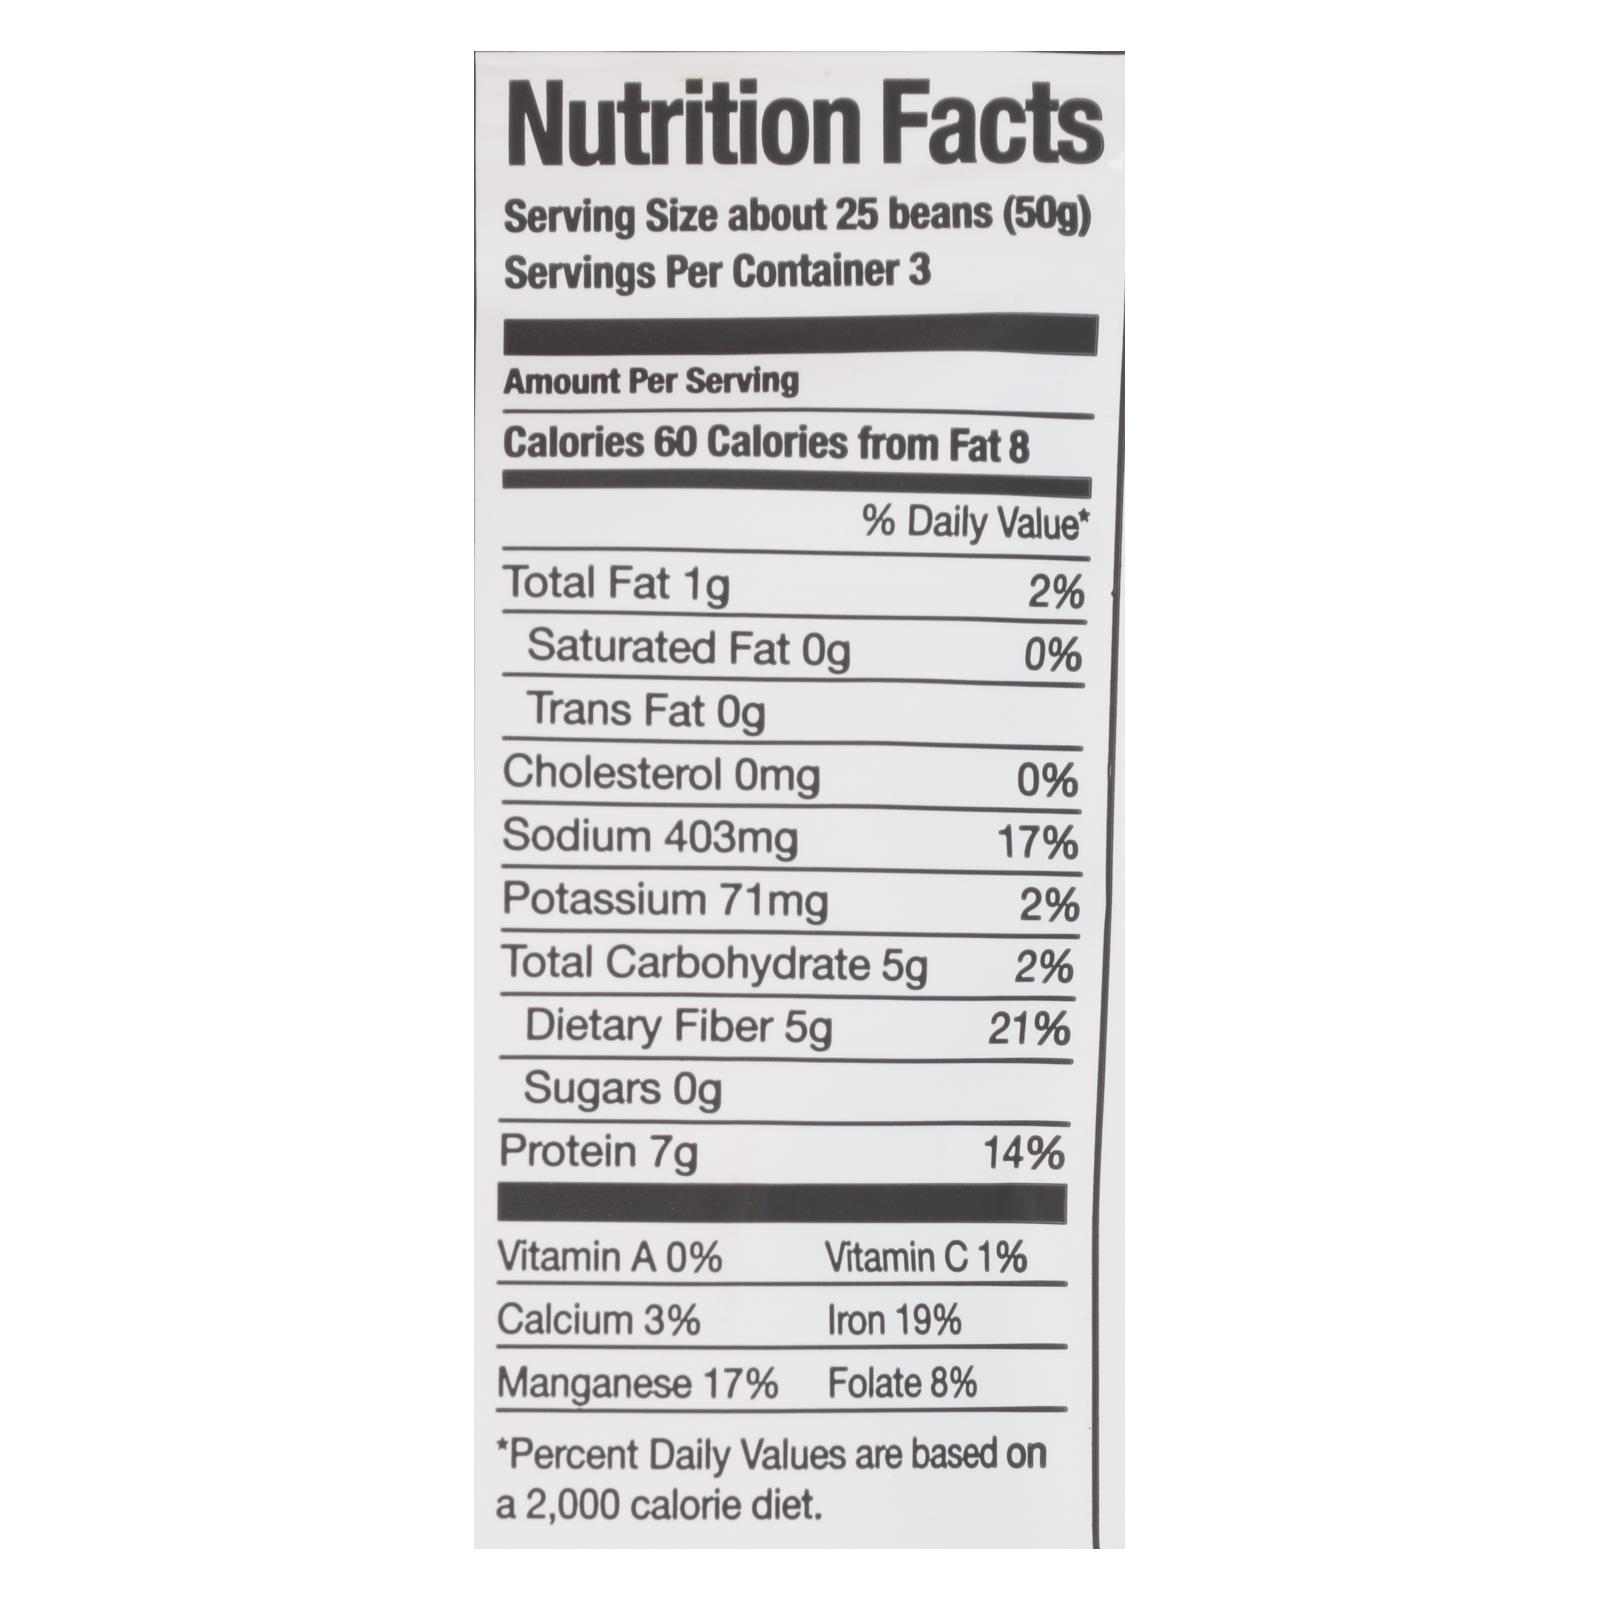 Nutrition Facts
Serving Size about 25 beans (50g)
Servings Per Container 3
Amount Per Serving
Calories 60 Calories from Fat 8
% Daily Value*
Total Fat 1g 2%
Saturated Fat 0g 0%
Trans Fat 0g
Cholesterol 0mg 0%
Sodium 403mg 17%
Potassium 71mg 2%
Total Carbohydrate 5g 2%
Dietary Fiber 5g 21%
Sugars 0g
Protein 7g 14%
Vitamin A 0% Vitamin C 1%
Calcium 3% Iron 19%
Manganese 17% Folate 8%
*Percent Daily Values are based on
a 2,000 calorie diet.